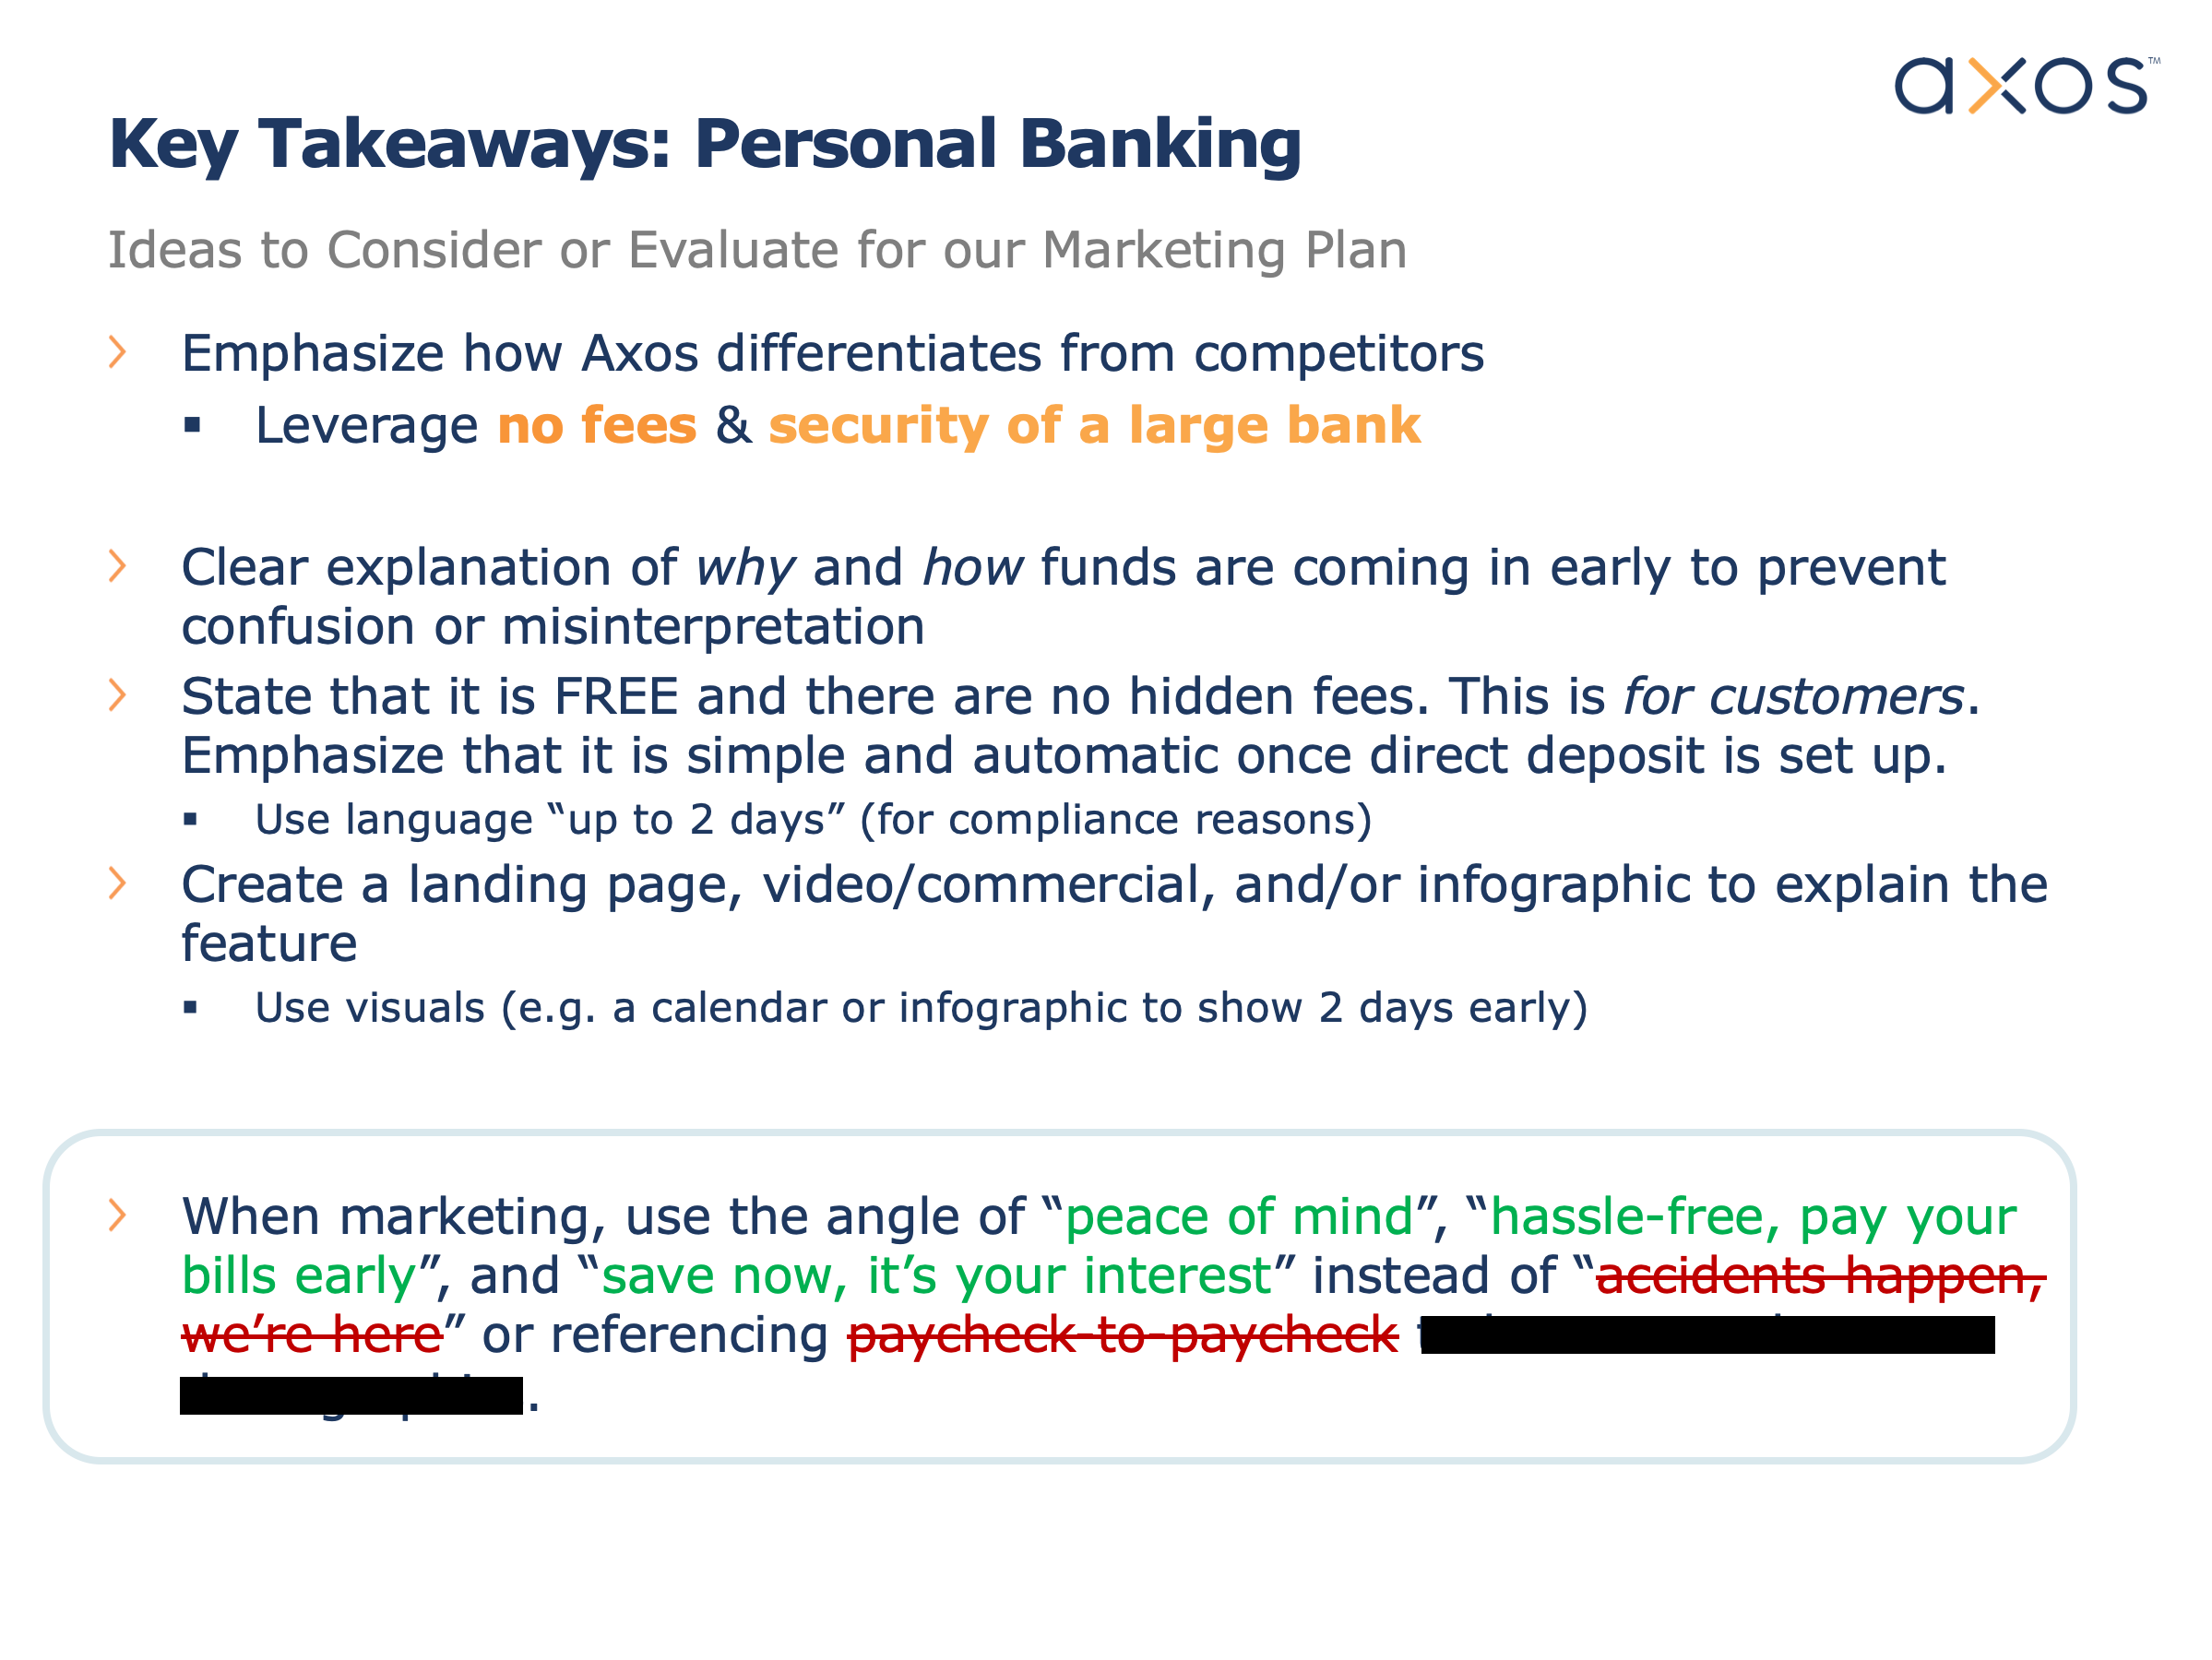 axos™
Key Takeaways: Personal Banking
Ideas to Consider or Evaluate for our Marketing Plan
Emphasize how Axos differentiates from competitors
Leverage no fees & security of a large bank
Clear explanation of why and how funds are coming in early to prevent
confusion or misinterpretation
State that it is FREE and there are no hidden fees. This is for customers.
Emphasize that it is simple and automatic once direct deposit is set up.
Use language “up to 2 days” (for compliance reasons)
Create a landing page, video/commercial, and/or infographic to explain the
feature
Use visuals (e.g. a calendar or infographic to show 2 days early)
When marketing, use the angle of “peace of mind”, “hassle-free, pay your
bills early”, and “save now, it’s your interest” instead of “accidents happen,
we’re here” or referencing paycheck-to-paycheck
.